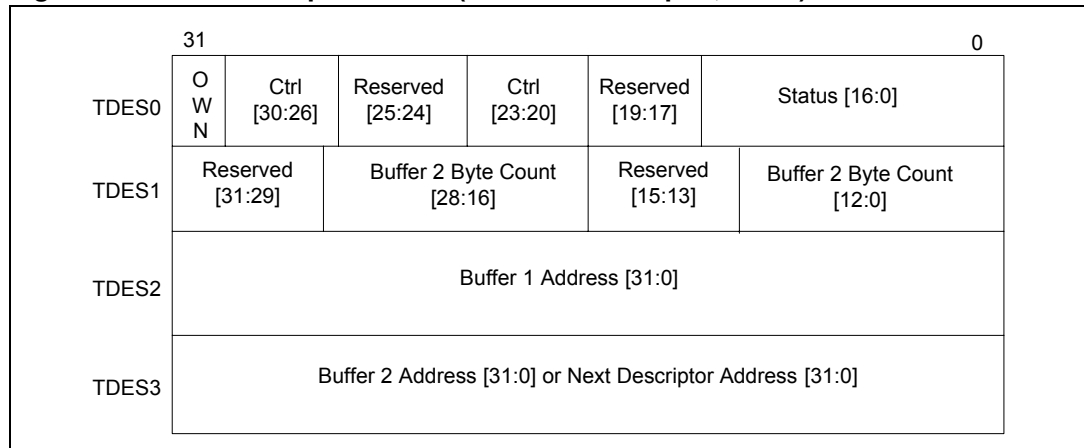 31 0
TDES0
O
W
N
Ctrl
[30:26]
Reserved
[25:24]
Ctrl
[23:20]
Reserved
[19:17]
Status [16:0]
TDES1
Reserved
[31:29]
Buffer 2 Byte Count
[28:16]
Reserved
[15:13]
Buffer 2 Byte Count
[12:0]
TDES2
Buffer 1 Address [31:0]
TDES3
Buffer 2 Address [31:0] or Next Descriptor Address [31:0]